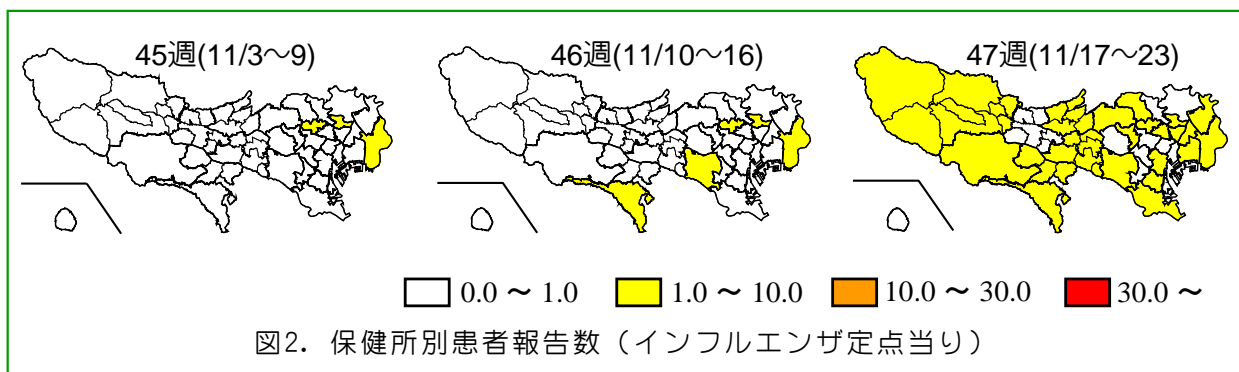 45週(11/3～9) 46週(11/10～16) 47週(11/17～23)
0.0 ～ 1.0 1.0 ～ 10.0 10.0 ～ 30.0 30.0 ～
図2．保健所別患者報告数（インフルエンザ定点当り）